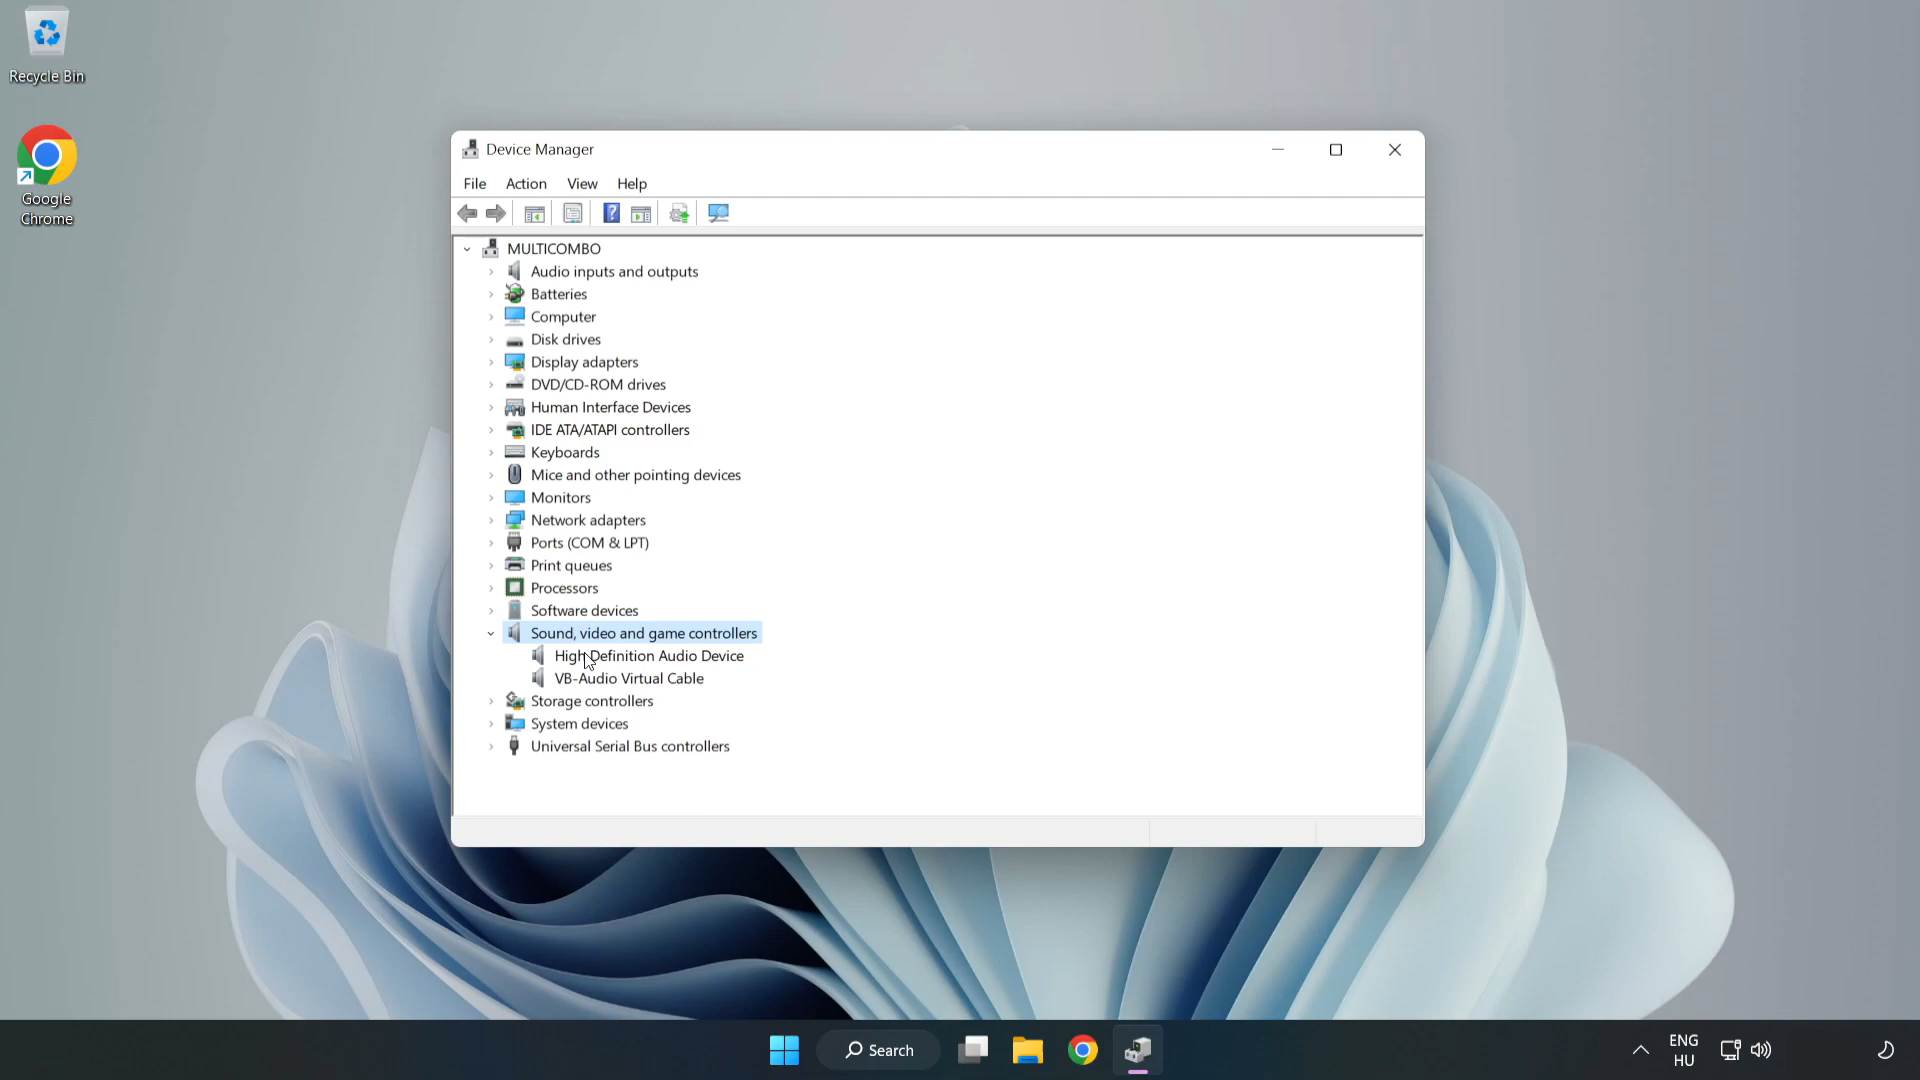 Recycle Bin
Google
Chrome
Device Manager
File Action View Help
MULTICOMBO
Audio inputs and outputs
Batteries
Computer
Disk drives
Display adapters
DVD/CD-ROM drives
Human Interface Devices
IDE ATA/ATAPI controllers
Keyboards
Mice and other pointing devices
Monitors
Network adapters
Ports (COM & LPT)
Print queues
Processors
Software devices
Sound, video and game controllers
High Definition Audio Device
VB-Audio Virtual Cable
Storage controllers
System devices
Universal Serial Bus controllers
Search
ENG
HU